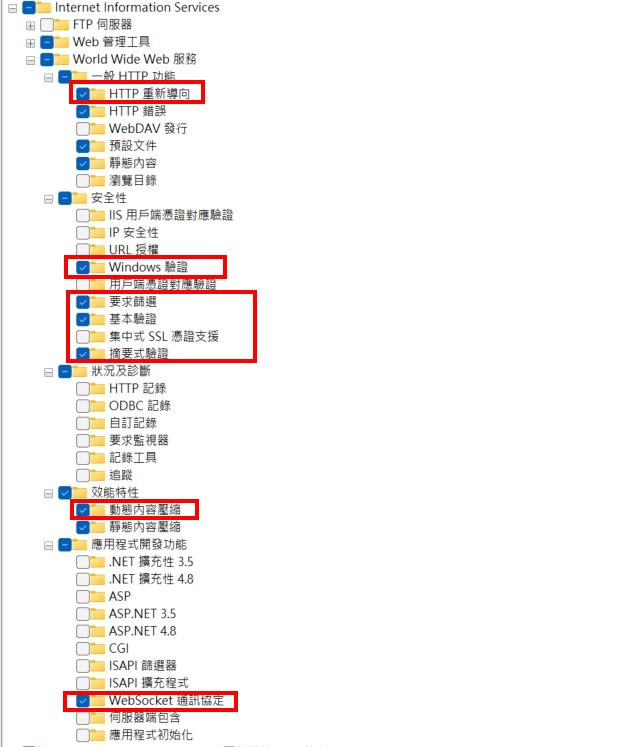 Internet Information Services
FTP 伺服器
Web 管理工具
World Wide Web 服務
一般 HTTP 功能
HTTP 重新導向
HTTP 錯誤
WebDAV 發行
預設文件
靜態內容
瀏覽目錄
安全性
IIS 用戶端憑證對應驗證
IP 安全性
URL 授權
Windows 驗證
用戶端憑證對應驗證
要求篩選
基本驗證
集中式 SSL 憑證支援
摘要式驗證
狀況及診斷
HTTP 記錄
ODBC 記錄
自訂記錄
要求監視器
記錄工具
追蹤
效能特性
動態內容壓縮
靜態內容壓縮
應用程式開發功能
.NET 擴充性 3.5
.NET 擴充性 4.8
ASP
ASP.NET 3.5
ASP.NET 4.8
CGI
ISAPI 篩選器
ISAPI 擴充程式
WebSocket 通訊協定
伺服器端包含
應用程式初始化